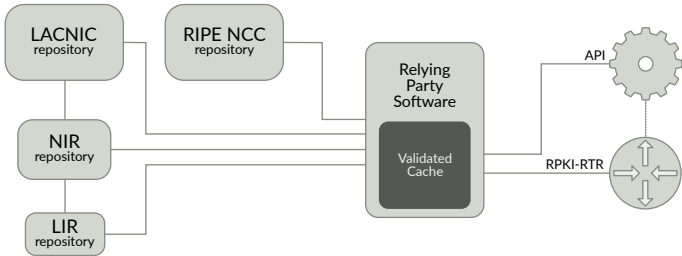 LACNIC
repository
RIPE NCC
repository
Relying
Party
Software
API
NIR
repository
Validated
Cache
RPKI-RTR
LIR
repository